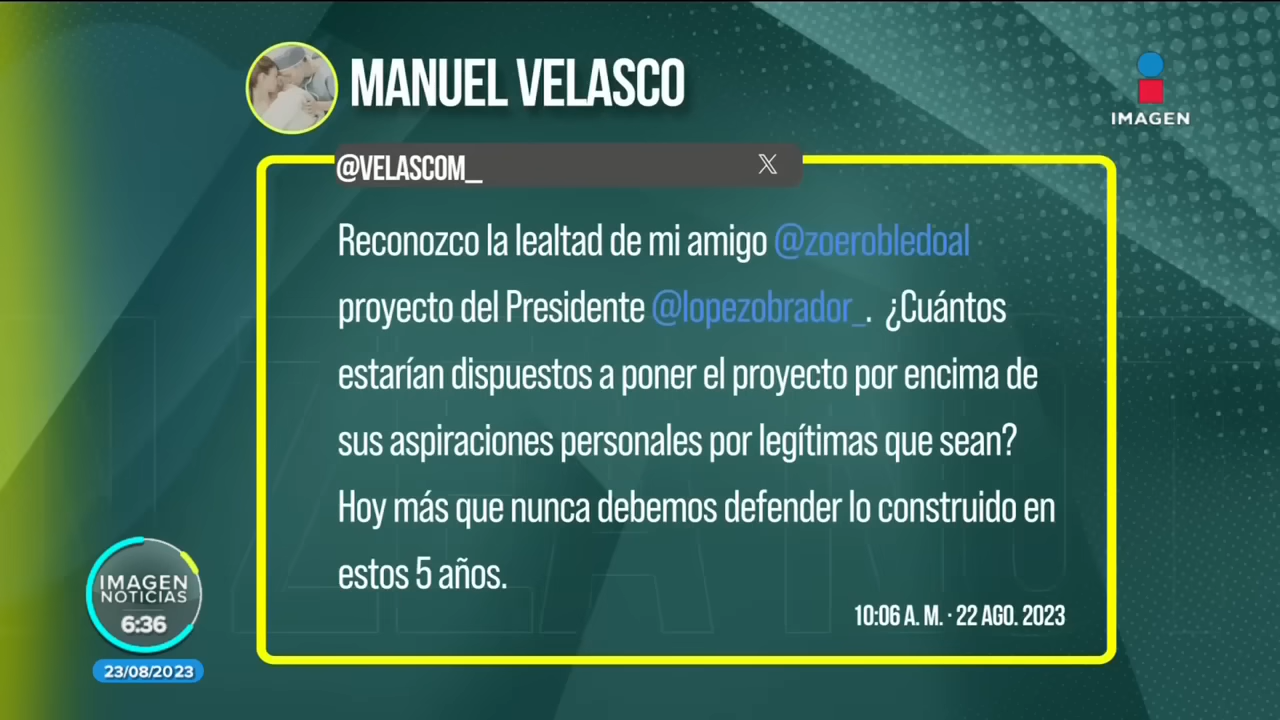 MANUEL VELASCO
IMAGEN
@VELASCOM_
Reconozco la lealtad de mi amigo @zoerobledoal
proyecto del Presidente @lopezobrador_. ¿Cuántos
estarían dispuestos a poner el proyecto por encima de
sus aspiraciones personales por legítimas que sean?
Hoy más que nunca debemos defender lo construido en
estos 5 años.
10:06 A. M. · 22 AGO. 2023
IMAGEN
NOTICIAS
6:36
23/08/2023